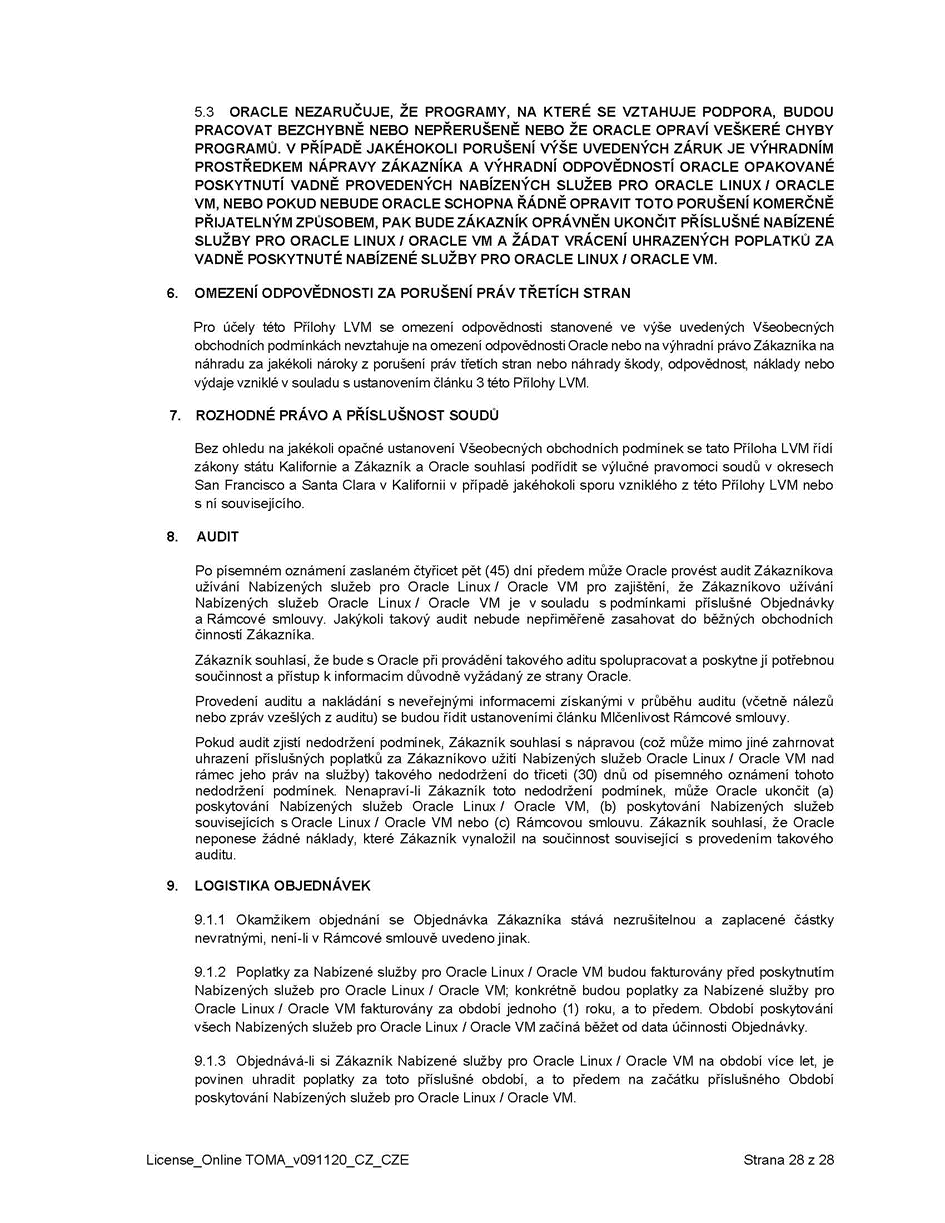 5.3 ORACLE NEZARUČUJE, ŽE PROGRAMY, NA KTERÉ SE VZTAHUJE PODPORA, BUDOU
PRACOVAT BEZCHYBNĚ NEBO NEPŘERUŠENĚ NEBO ŽE ORACLE OPRAVÍ VEŠKERÉ CHYBY
PROGRAMŮ. V PŘÍPADĚ JAKÉHOKOLI PORUŠENÍ VÝŠE UVEDENÝCH ZÁRUK JE VÝHRADNÍM
PROSTŘEDKEM NÁPRAVY ZÁKAZNÍKA A VÝHRADNÍ ODPOVĚDNOSTÍ ORACLE OPAKOVANÉ
POSKYTNUTÍ VADNĚ PROVEDENÝCH NABÍZENÝCH SLUŽEB PRO ORACLE LINUX / ORACLE
VM, NEBO POKUD NEBUDE ORACLE SCHOPNA ŘÁDNĚ OPRAVIT TOTO PORUŠENÍ KOMERČNĚ
PŘIJATELNÝM ZPŮSOBEM, PAK BUDE ZÁKAZNÍK OPRÁVNĚN UKONČIT PŘÍSLUŠNÉ NABÍZENÉ
SLUŽBY PRO ORACLE LINUX / ORACLE VM A ŽÁDAT VRÁCENÍ UHRAZENÝCH POPLATKŮ ZA
VADNĚ POSKYTNUTÉ NABÍZENÉ SLUŽBY PRO ORACLE LINUX / ORACLE VM.
6. OMEZENÍ ODPOVĚDNOSTI ZA PORUŠENÍ PRÁV TŘETÍCH STRAN
Pro účely této Přílohy LVM se omezení odpovědnosti stanovené ve výše uvedených Všeobecných
obchodních podmínkách nevztahuje na omezení odpovědnosti Oracle nebo na výhradní právo Zákazníka na
náhradu za jakékoli nároky z porušení práv třetích stran nebo náhrady škody, odpovědnost, náklady nebo
výdaje vzniklé v souladu s ustanovením článku 3 této Přílohy LVM.
7. ROZHODNÉ PRÁVO A PŘÍSLUŠNOST SOUDŮ
Bez ohledu na jakékoli opačné ustanovení Všeobecných obchodních podmínek se tato Příloha LVM řídí
zákony státu Kalifornie a Zákazník a Oracle souhlasí podřídit se výlučné pravomoci soudů v okresech
San Francisco a Santa Clara v Kalifornii v případě jakéhokoli sporu vzniklého z této Přílohy LVM nebo
s ní souvisejícího.
8. AUDIT
Po písemném oznámení zaslaném čtyřicet pět (45) dní předem může Oracle provést audit Zákazníkova
užívání Nabízených služeb pro Oracle Linux / Oracle VM pro zajištění, že Zákazníkovo užívání
Nabízených služeb Oracle Linux / Oracle VM je v souladu s podmínkami příslušné Objednávky
a Rámcové smlouvy. Jakýkoli takový audit nebude nepřiměřeně zasahovat do běžných obchodních
činností Zákazníka.
Zákazník souhlasí, že bude s Oracle při provádění takového aditu spolupracovat a poskytne jí potřebnou
součinnost a přístup k informacím důvodně vyžádaný ze strany Oracle.
Provedení auditu a nakládání s neveřejnými informacemi získanými v průběhu auditu (včetně nálezů
nebo zpráv vzešlých z auditu) se budou řídit ustanoveními článku Mlčenlivost Rámcové smlouvy.
Pokud audit zjistí nedodržení podmínek, Zákazník souhlasí s nápravou (což může mimo jiné zahrnovat
uhrazení příslušných poplatků za Zákazníkovo užití Nabízených služeb Oracle Linux / Oracle VM nad
rámec jeho práv na služby) takového nedodržení do třiceti (30) dnů od písemného oznámení tohoto
nedodržení podmínek. Nenapraví-li Zákazník toto nedodržení podmínek, může Oracle ukončit (a)
poskytování Nabízených služeb Oracle Linux / Oracle VM, (b) poskytování Nabízených služeb
souvisejících s Oracle Linux / Oracle VM nebo (c) Rámcovou smlouvu. Zákazník souhlasí, že Oracle
neponese žádné náklady, které Zákazník vynaložil na součinnost související s provedením takového
auditu.
9. LOGISTIKA OBJEDNÁVEK
9.1.1 Okamžikem objednání se Objednávka Zákazníka stává nezrušitelnou a zaplacené částky
nevratnými, není-li v Rámcové smlouvě uvedeno jinak.
9.1.2 Poplatky za Nabízené služby pro Oracle Linux / Oracle VM budou fakturovány před poskytnutím
Nabízených služeb pro Oracle Linux / Oracle VM; konkrétně budou poplatky za Nabízené služby pro
Oracle Linux / Oracle VM fakturovány za období jednoho (1) roku, a to předem. Období poskytování
všech Nabízených služeb pro Oracle Linux / Oracle VM začíná běžet od data účinnosti Objednávky.
9.1.3 Objednává-li si Zákazník Nabízené služby pro Oracle Linux / Oracle VM na období více let, je
povinen uhradit poplatky za toto příslušné období, a to předem na začátku příslušného Období
poskytování Nabízených služeb pro Oracle Linux / Oracle VM.
License_Online TOMA_v091120_CZ_CZE Strana 28 z 28